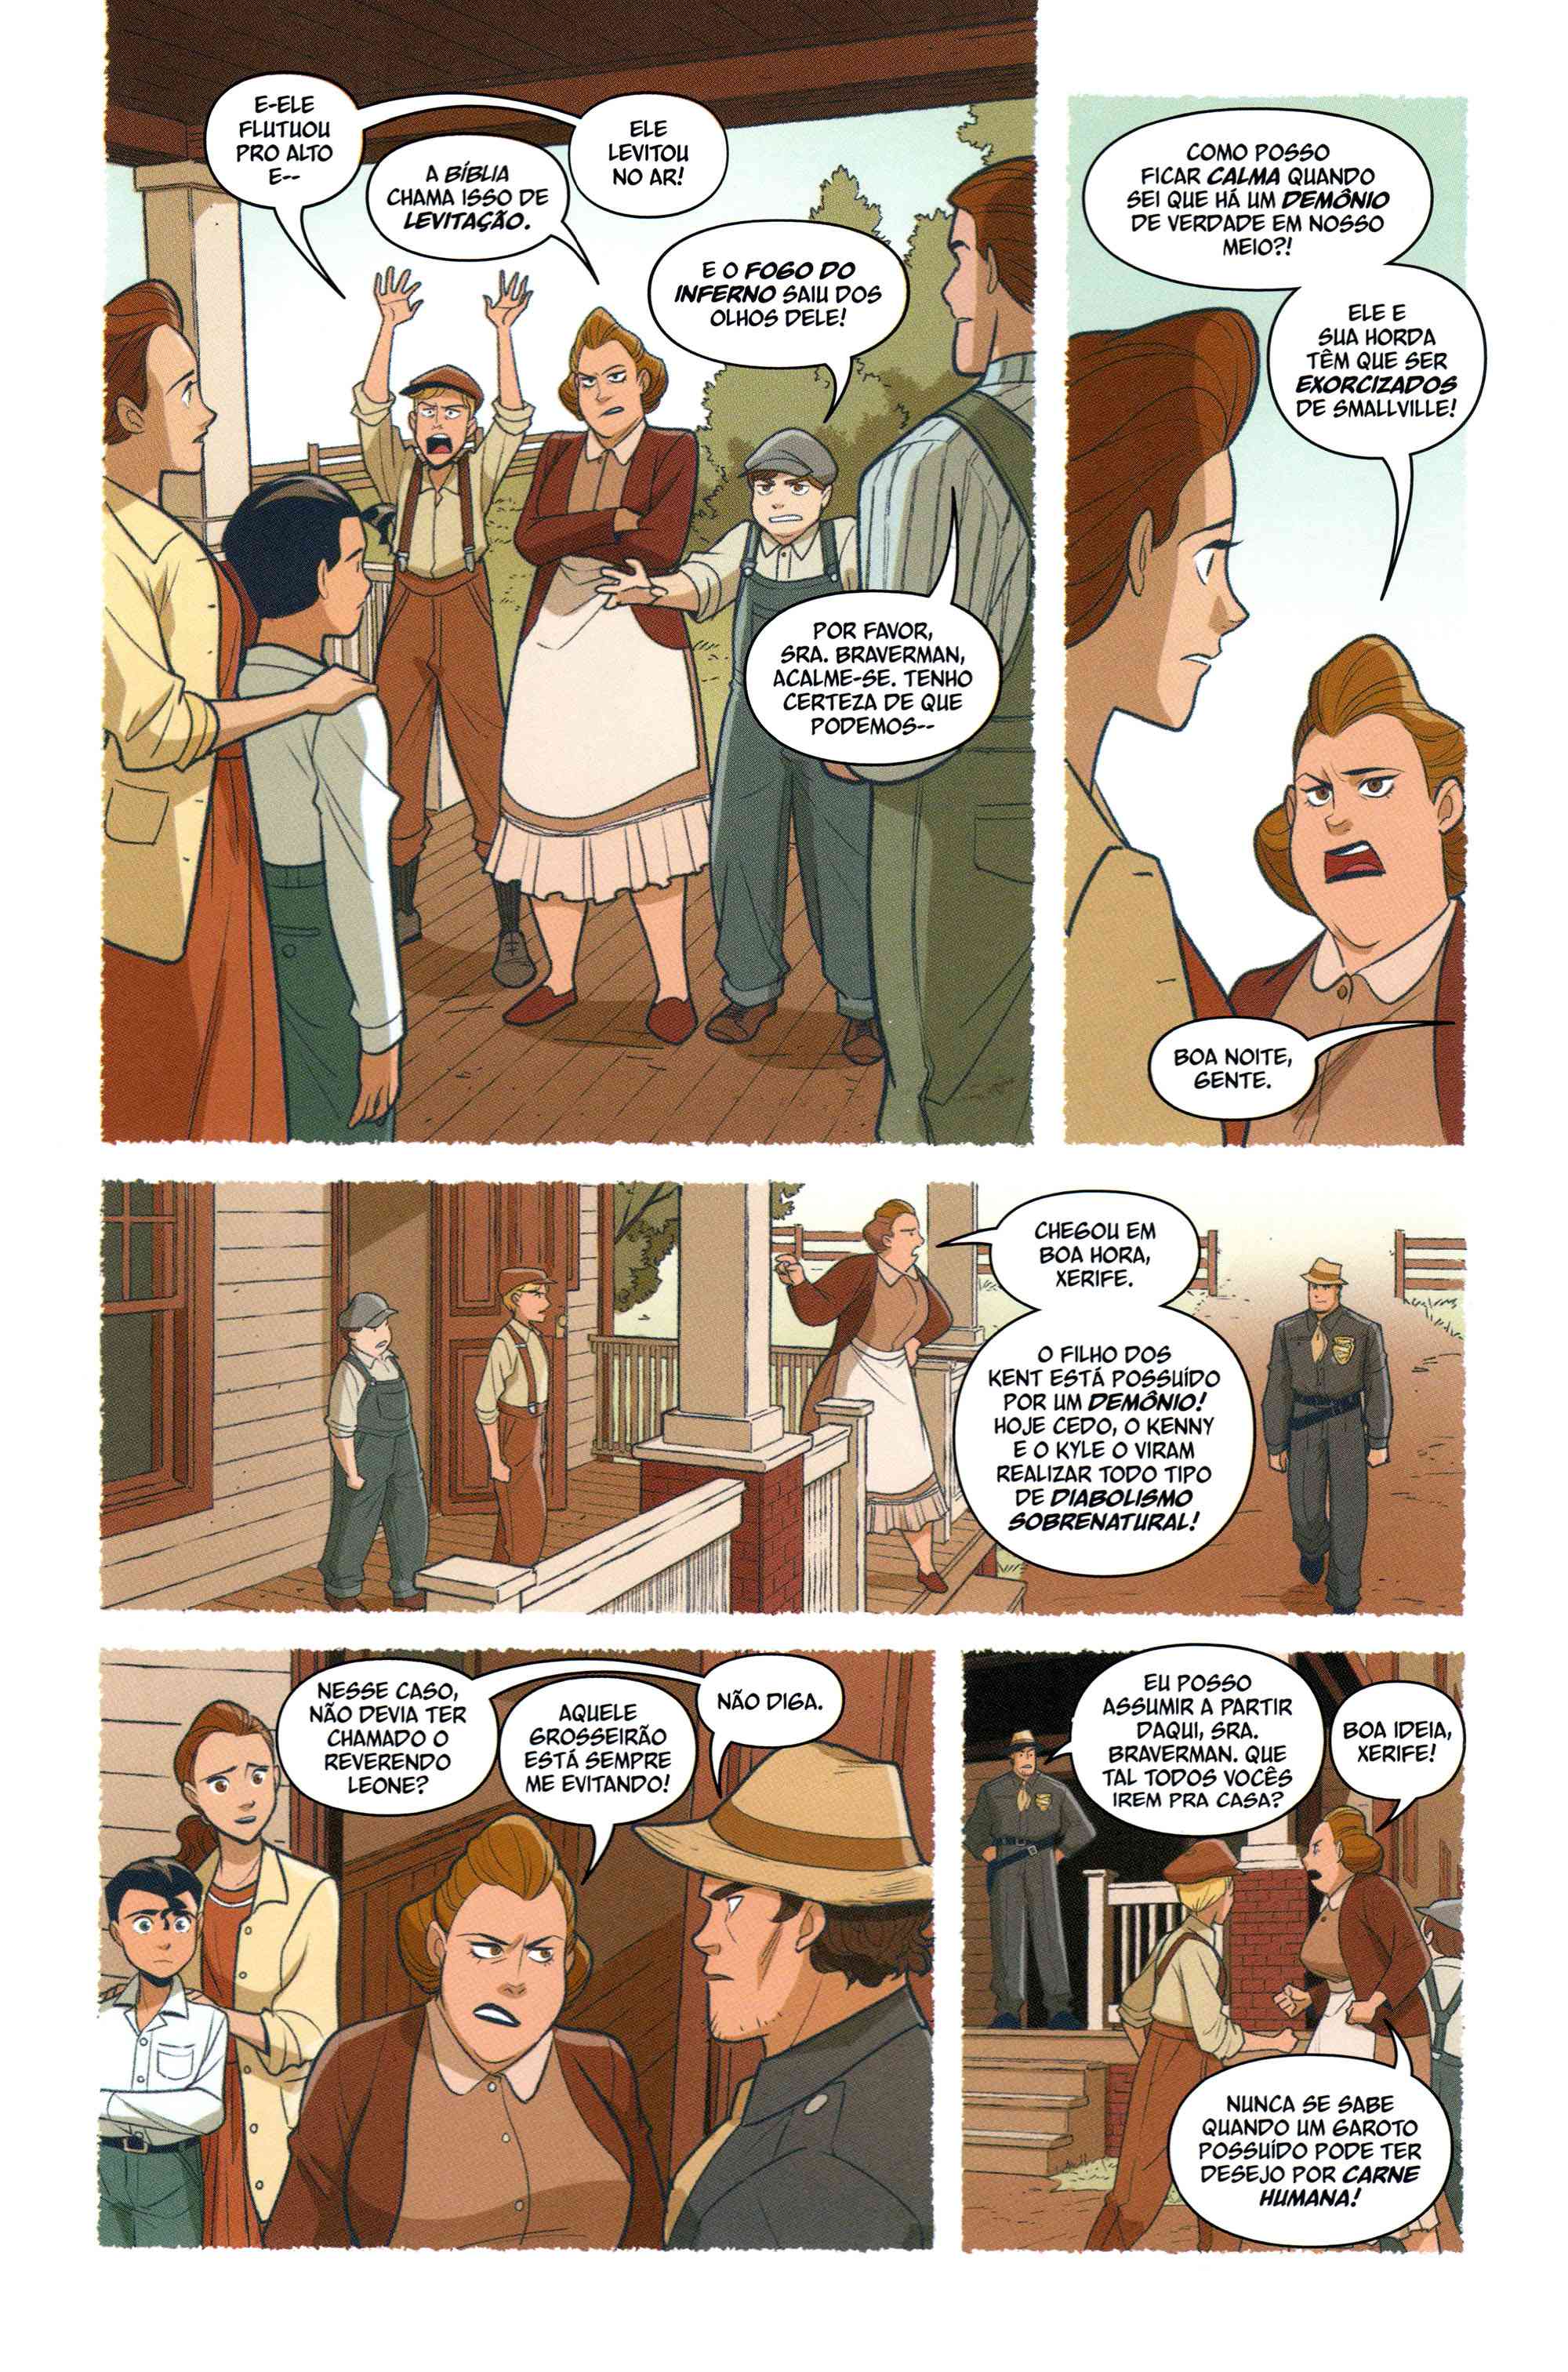 E-ELE
FLUTUOU
PRO ALTO
E--
A BÍBLIA
CHAMA ISSO DE
LEVITAÇÃO.
ELE
LEVITOU
NO AR!
E O FOGO DO
INFERNO SAIU DOS
OLHOS DELE!
POR FAVOR,
SRA. BRAVERMAN,
ACALME-SE. TENHO
CERTEZA DE QUE
PODEMOS--
COMO POSSO
FICAR CALMA QUANDO
SEI QUE HÁ UM DEMÔNIO
DE VERDADE EM NOSSO
MEIO?!
ELE E
SUA HORDA
TÊM QUE SER
EXORCIZADOS
DE SMALLVILLE!
BOA NOITE,
GENTE.
CHEGOU EM
BOA HORA,
XERIFE.
O FILHO DOS
KENT ESTÁ POSSUÍDO
POR UM DEMÔNIO!
HOJE CEDO, O KENNY
E O KYLE O VIRAM
REALIZAR TODO TIPO
DE DIABOLISMO
SOBRENATURAL!
NESSE CASO,
NÃO DEVIA TER
CHAMADO O
REVERENDO
LEONE?
AQUELE
GROSSEIRÃO
ESTÁ SEMPRE
ME EVITANDO!
NÃO DIGA.
EU POSSO
ASSUMIR A PARTIR
DAQUI, SRA.
BRAVERMAN. QUE
TAL TODOS VOCÊS
IREM PRA CASA?
BOA IDEIA,
XERIFE!
NUNCA SE SABE
QUANDO UM GAROTO
POSSUÍDO PODE TER
DESEJO POR CARNE
HUMANA!